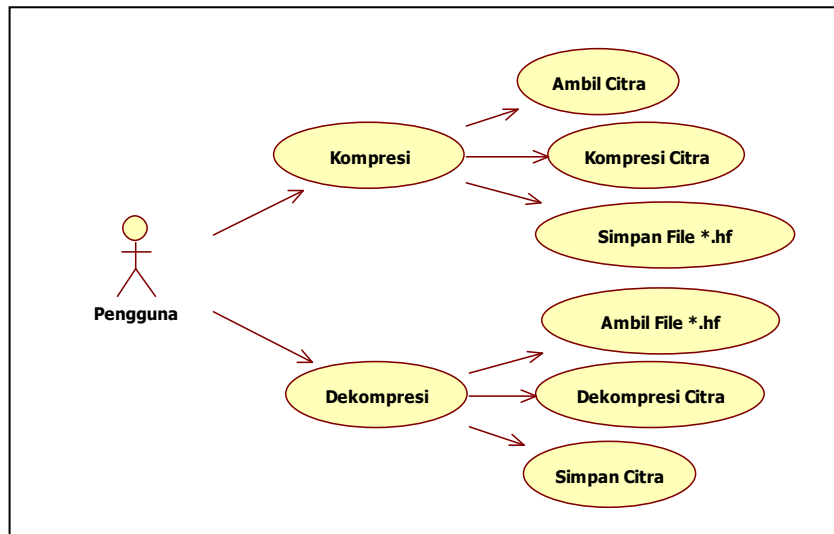 Ambil Citra
Kompresi
Kompresi Citra
Simpan File *.hf
Pengguna
Ambil File *.hf
Dekompresi
Dekompresi Citra
Simpan Citra